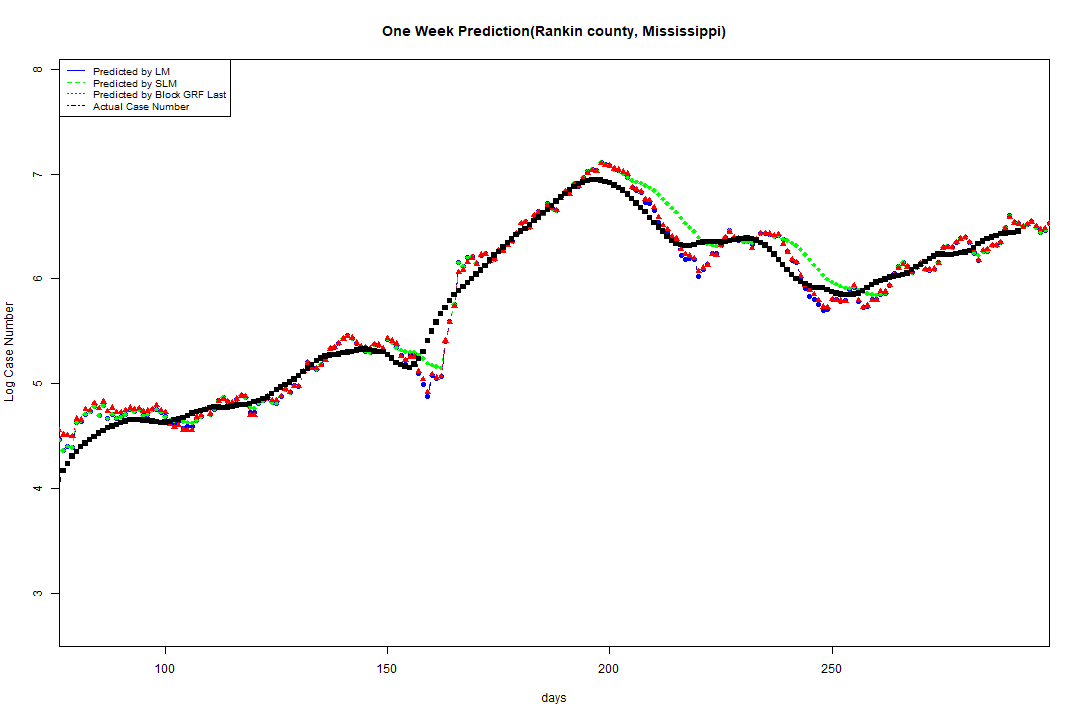 One Week Prediction(Rankin county, Mississippi)
Predicted by LM
Predicted by SLM
Predicted by Block GRF Last
Actual Case Number
8
7
6
5
4
3
Log Case Number
100 150 200 250
days